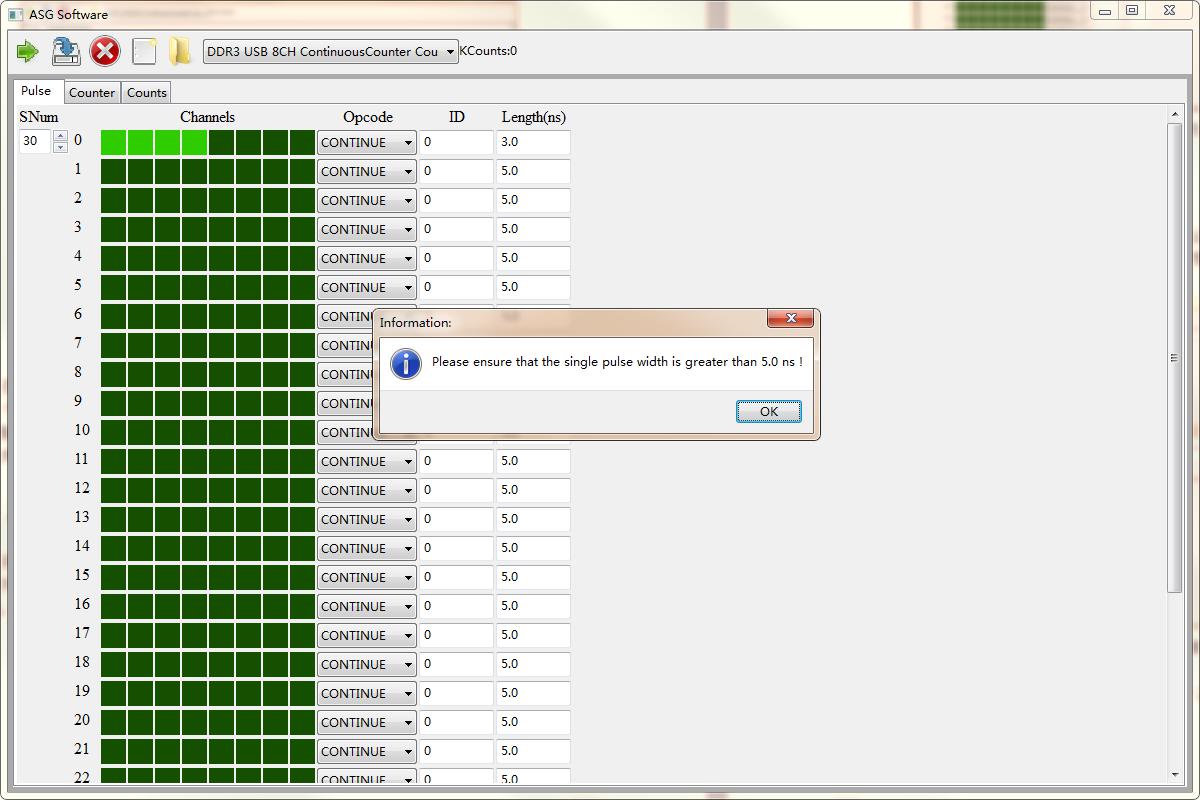 ASG Software
DDR3 USB 8CH ContinuousCounter Cou KCounts:0
Pulse Counter Counts
SNum Channels Opcode ID Length(ns)
30 0 CONTINUE 0 3.0
1 CONTINUE 0 5.0
2 CONTINUE 0 5.0
3 CONTINUE 0 5.0
4 CONTINUE 0 5.0
5 CONTINUE 0 5.0
6 CONTINU
Information:
7 CONTINU
Please ensure that the single pulse width is greater than 5.0 ns !
8 CONTINU
9 CONTINU
OK
10 CONTINU
11 CONTINUE 0 5.0
12 CONTINUE 0 5.0
13 CONTINUE 0 5.0
14 CONTINUE 0 5.0
15 CONTINUE 0 5.0
16 CONTINUE 0 5.0
17 CONTINUE 0 5.0
18 CONTINUE 0 5.0
19 CONTINUE 0 5.0
20 CONTINUE 0 5.0
21 CONTINUE 0 5.0
22 CONTINUE 0 5.0